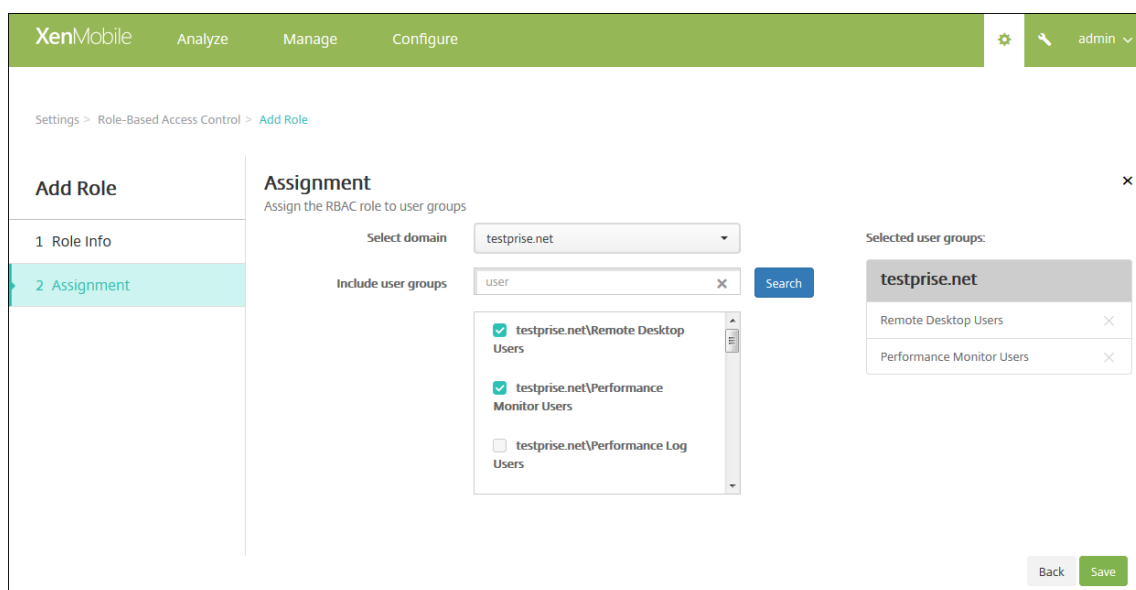 XenMobile Analyze Manage Configure admin
Settings > Role-Based Access Control > Add Role
Add Role
1 Role Info
2 Assignment
Assignment
Assign the RBAC role to user groups
Select domain testprise.net
Include user groups user Search
testprise.net\Remote Desktop
Users
testprise.net\Performance
Monitor Users
testprise.net\Performance Log
Users
Selected user groups:
testprise.net
Remote Desktop Users
Performance Monitor Users
Back Save